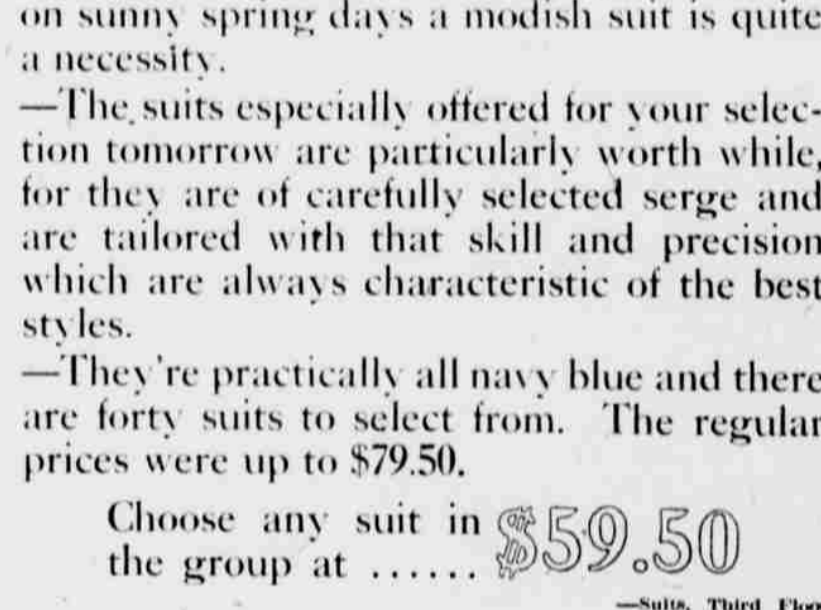 on sunny spring days a modish suit is quite
a necessity.
—The suits especially offered for your selec-
tion tomorrow are particularly worth while,
for they are of carefully selected serge and
are tailored with that skill and precision
which are always characteristic of the best
styles.
—They're practically all navy blue and there
are forty suits to select from. The regular
prices were up to $79.50.
Choose any suit in
the group at ...... $59.50
—Suits, Third Floo